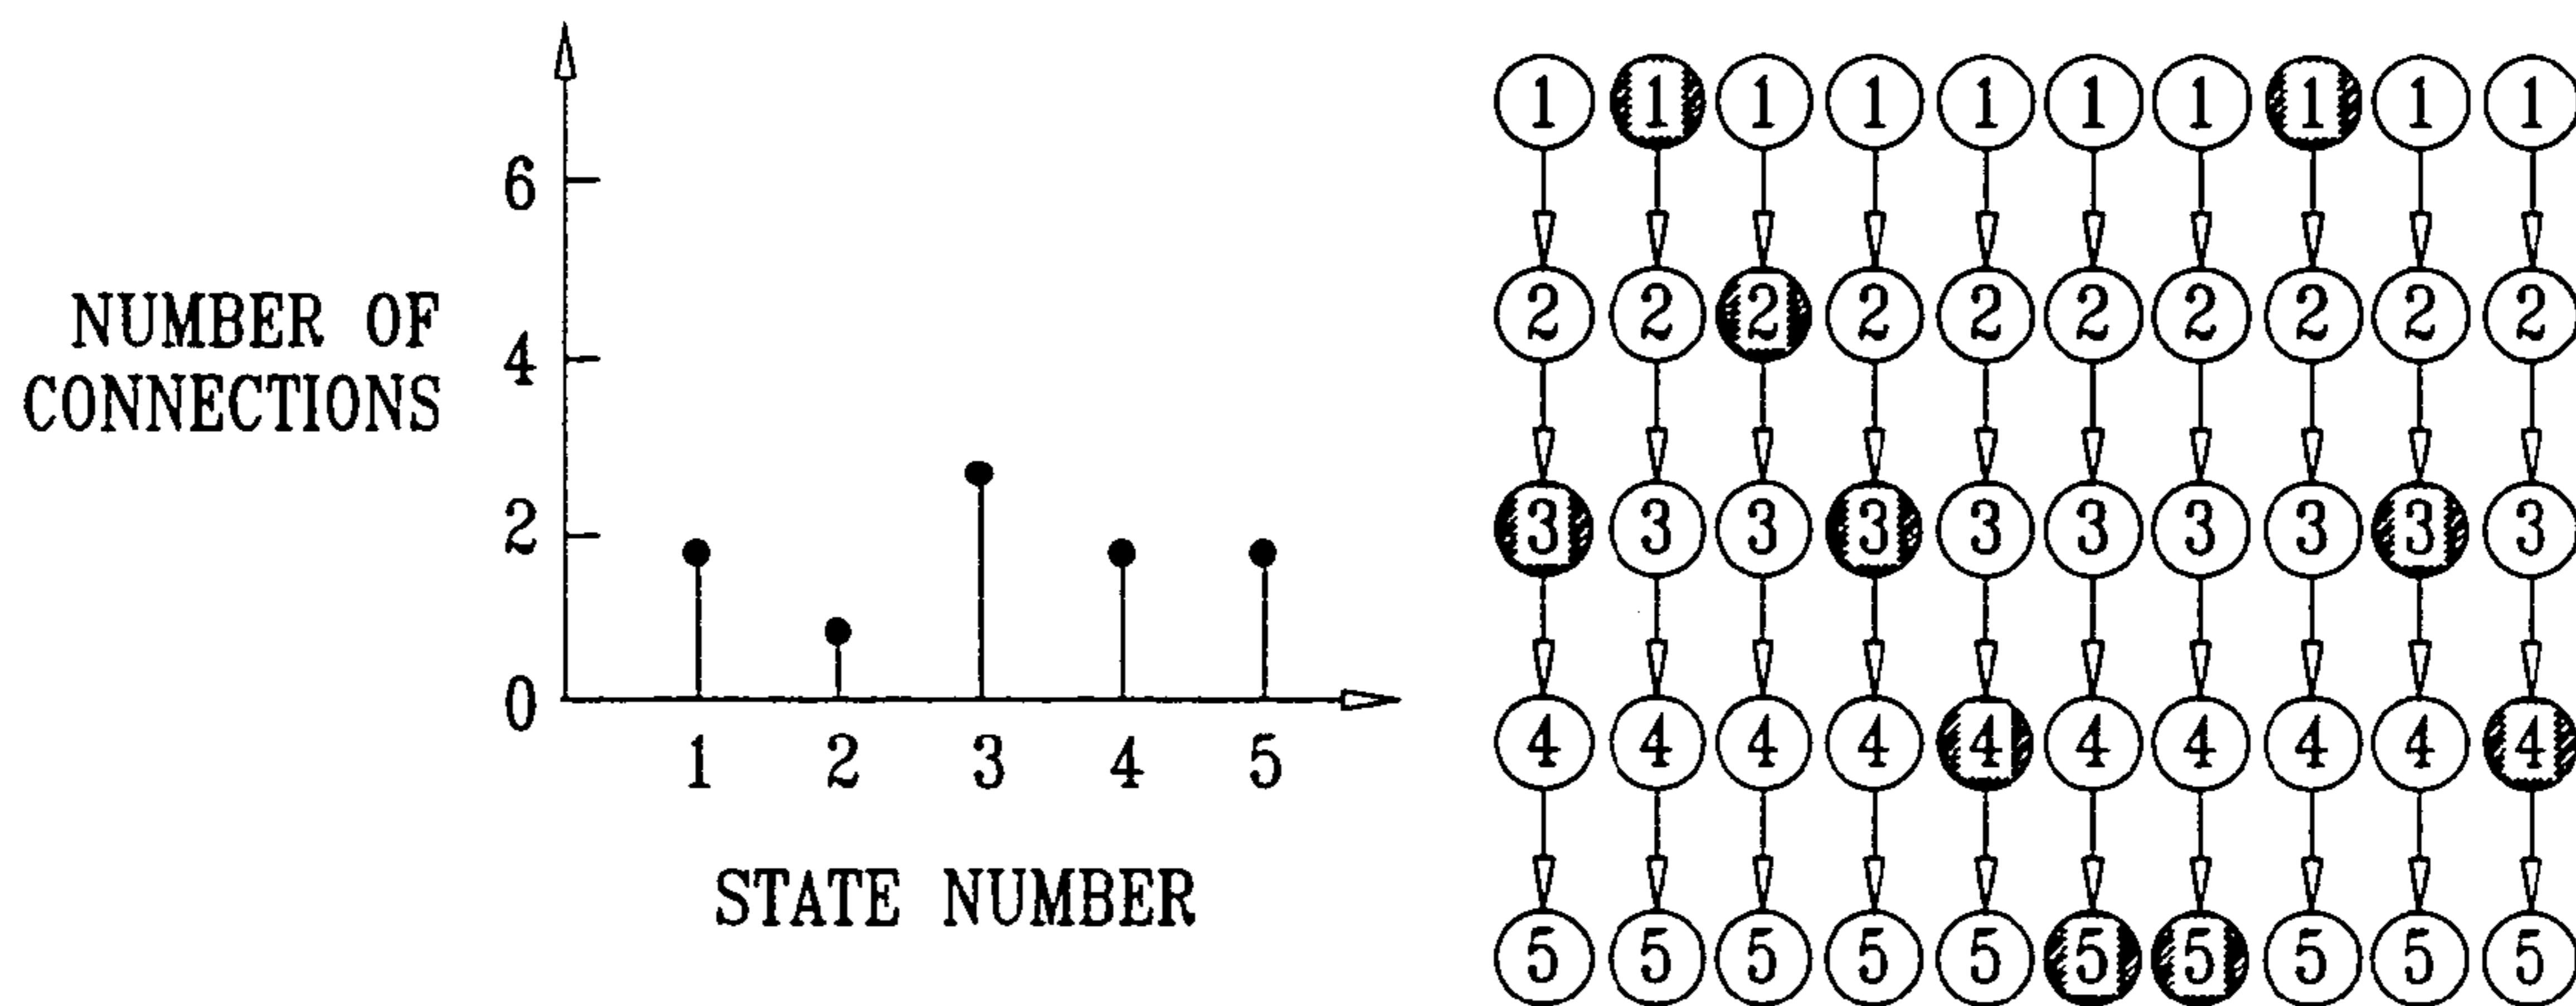 6
NUMBER OF
4
CONNECTIONS
2
0
1 2 3 4 5
STATE NUMBER
1 1 1 1 1 1 1 1 1 1
2 2 2 2 2 2 2 2 2 2
3 3 3 3 3 3 3 3 3 3
4 4 4 4 4 4 4 4 4 4
5 5 5 5 5 5 5 5 5 5